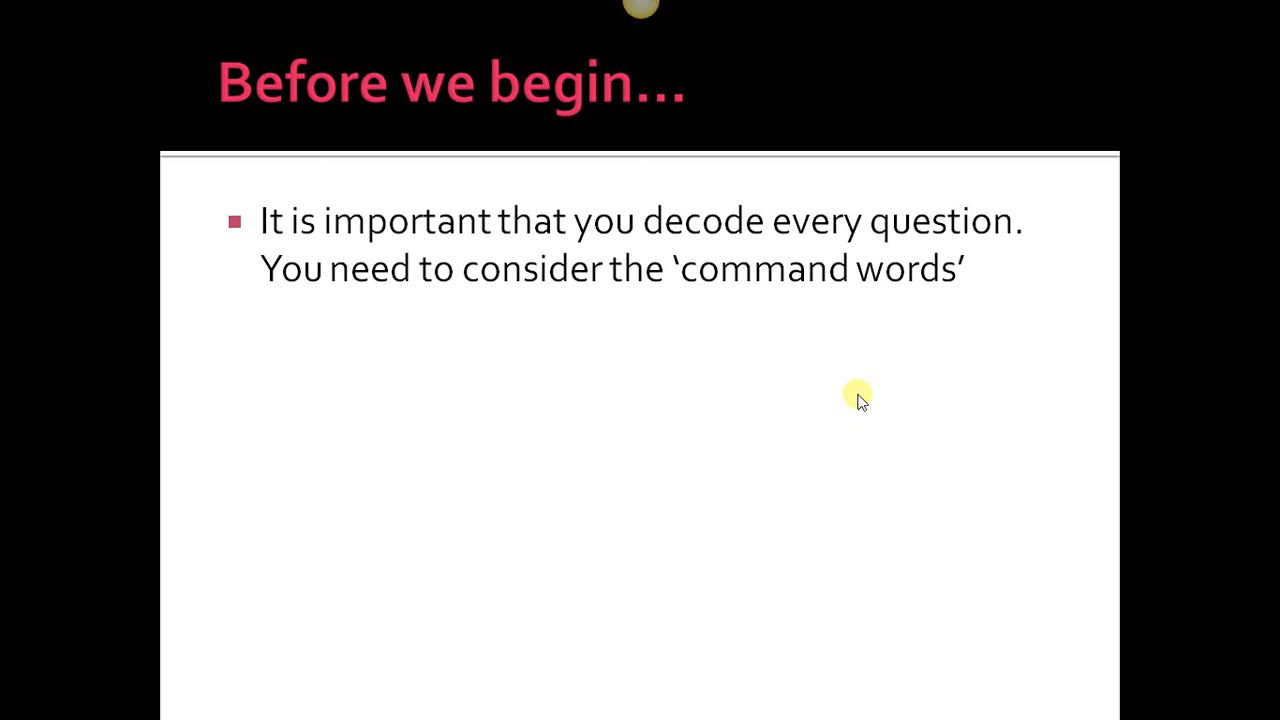 Before we begin...
It is important that you decode every question.
You need to consider the ‘command words’